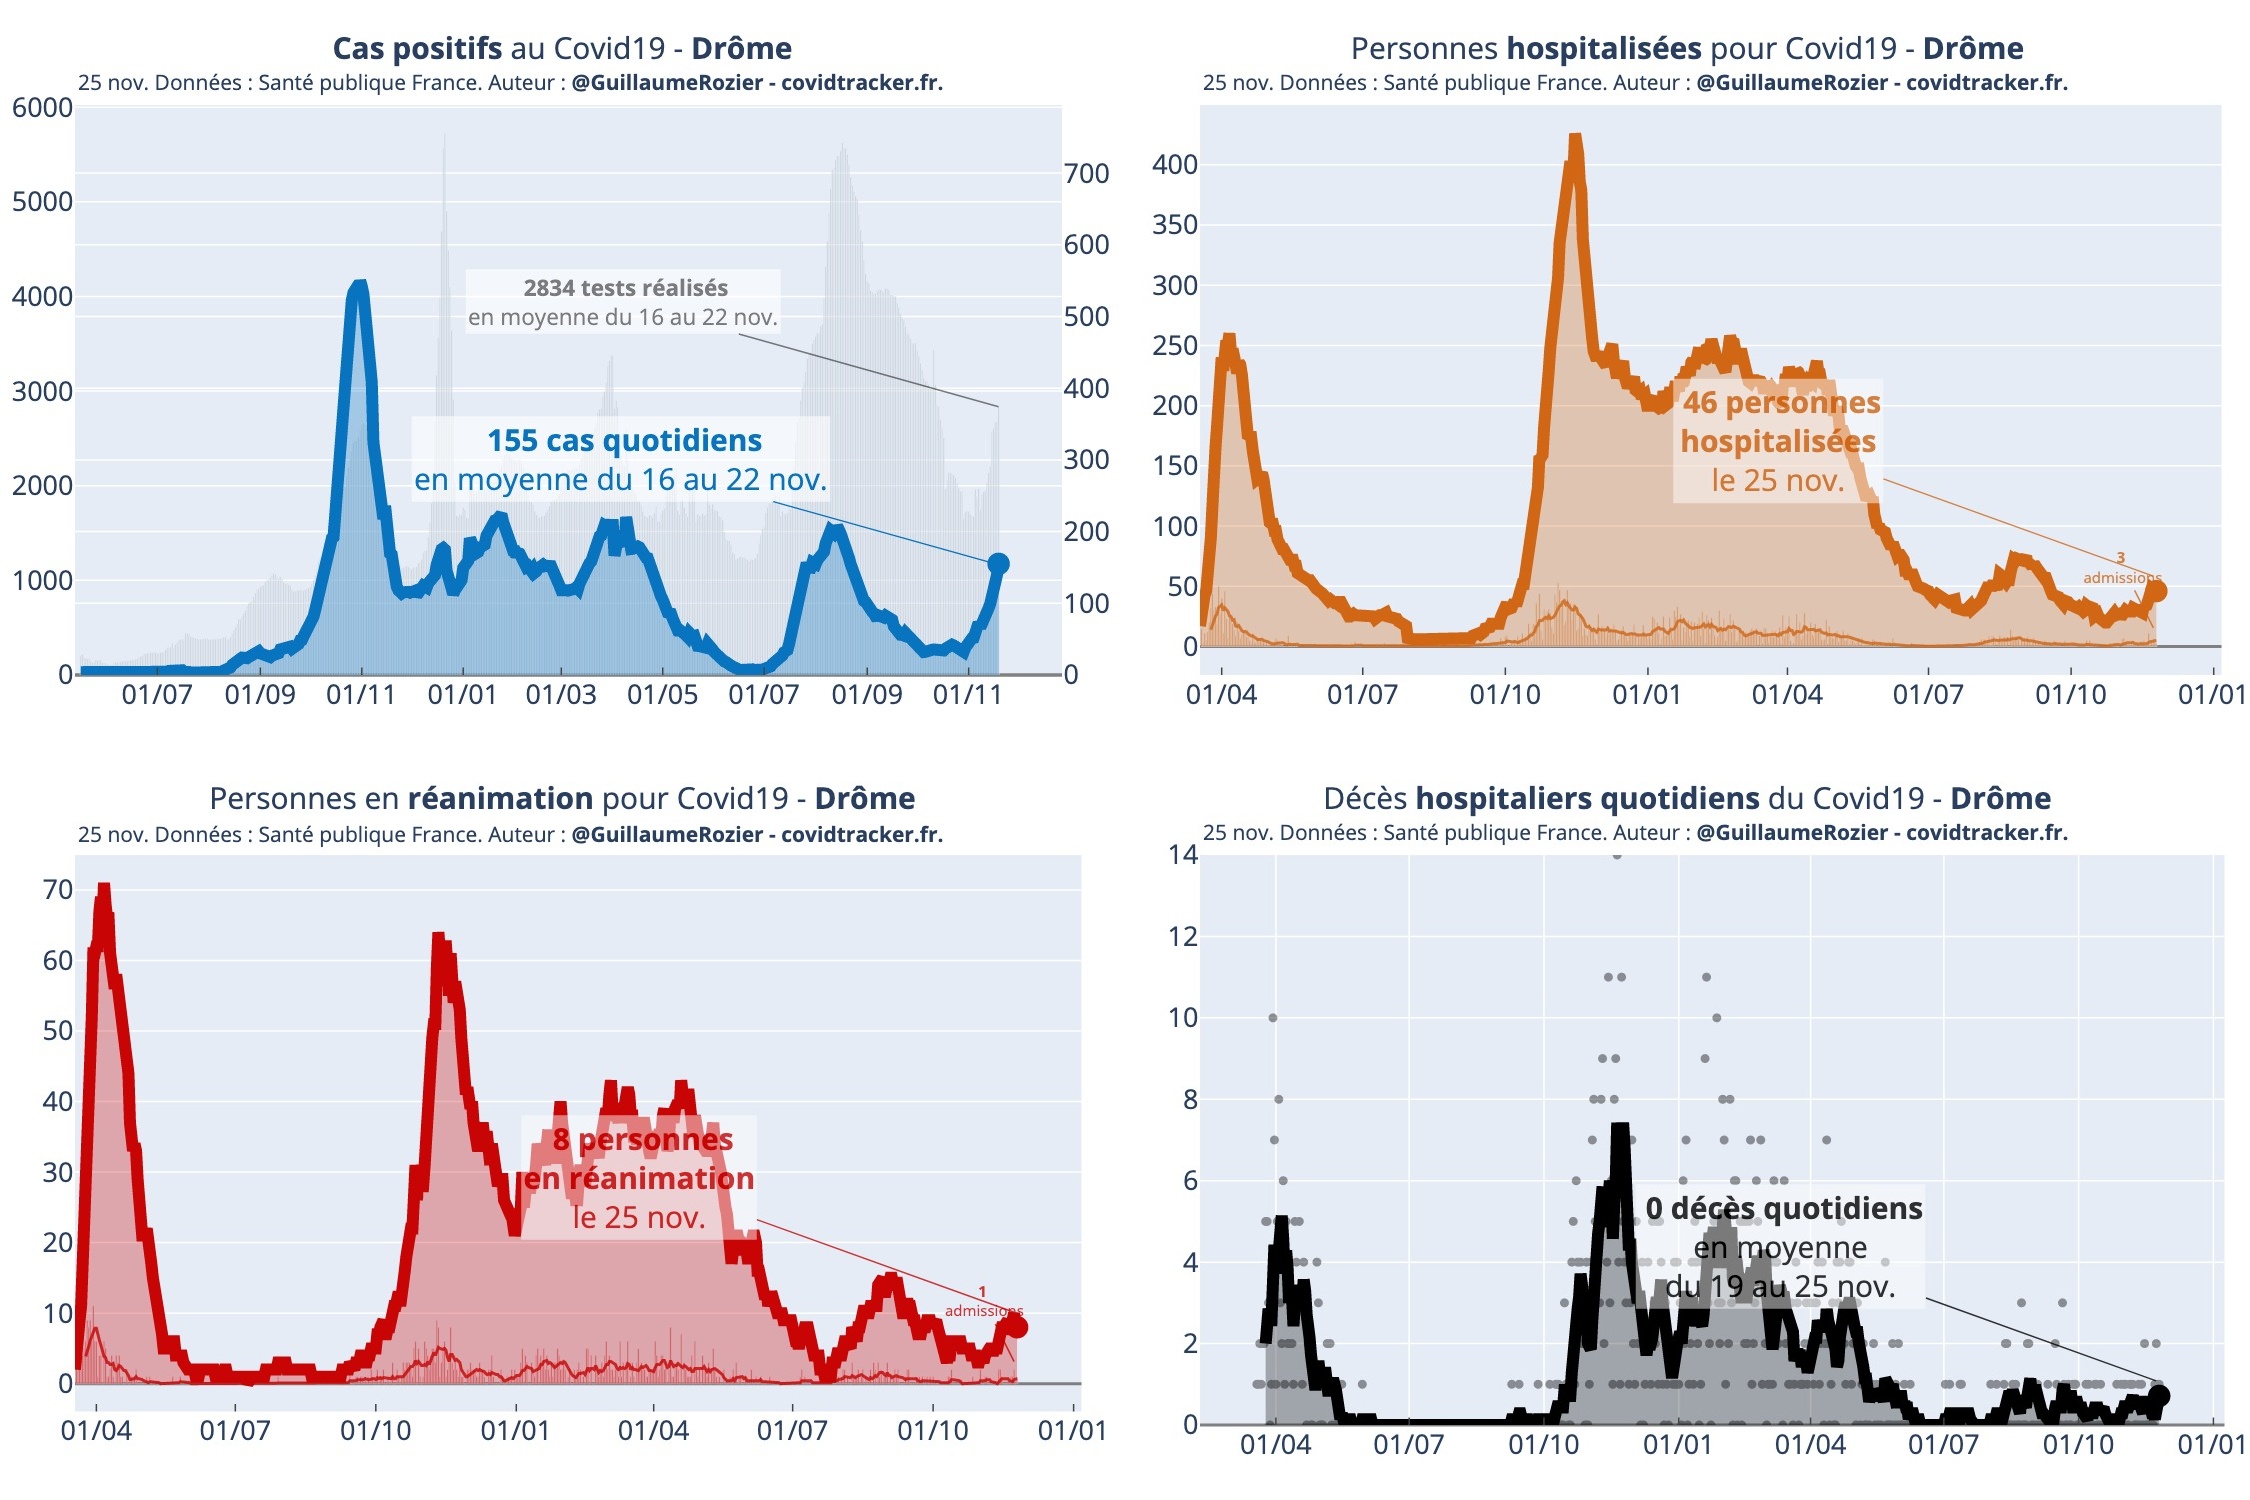 Cas positifs au Covid19 - Drôme
25 nov. Données : Santé publique France. Auteur : @GuillaumeRozier - covidtracker.fr.
6000
5000
4000
3000
2000
1000
0
700
600
500
400
300
200
100
0
2834 tests réalisés
en moyenne du 16 au 22 nov.
155 cas quotidiens
en moyenne du 16 au 22 nov.
01/07 01/09 01/11 01/01 01/03 01/05 01/07 01/09 01/11
Personnes hospitalisées pour Covid19 - Drôme
25 nov. Données : Santé publique France. Auteur : @GuillaumeRozier - covidtracker.fr.
400
350
300
250
200
150
100
50
0
46 personnes
hospitalisées
le 25 nov.
3
admissions
01/04 01/07 01/10 01/01 01/04 01/07 01/10 01/01
Personnes en réanimation pour Covid19 - Drôme
25 nov. Données : Santé publique France. Auteur : @GuillaumeRozier - covidtracker.fr.
70
60
50
40
30
20
10
0
8 personnes
en réanimation
le 25 nov.
1
admissions
01/04 01/07 01/10 01/01 01/04 01/07 01/10 01/01
Décès hospitaliers quotidiens du Covid19 - Drôme
25 nov. Données : Santé publique France. Auteur : @GuillaumeRozier - covidtracker.fr.
14
12
10
8
6
4
2
0
0 décès quotidiens
en moyenne
du 19 au 25 nov.
01/04 01/07 01/10 01/01 01/04 01/07 01/10 01/01